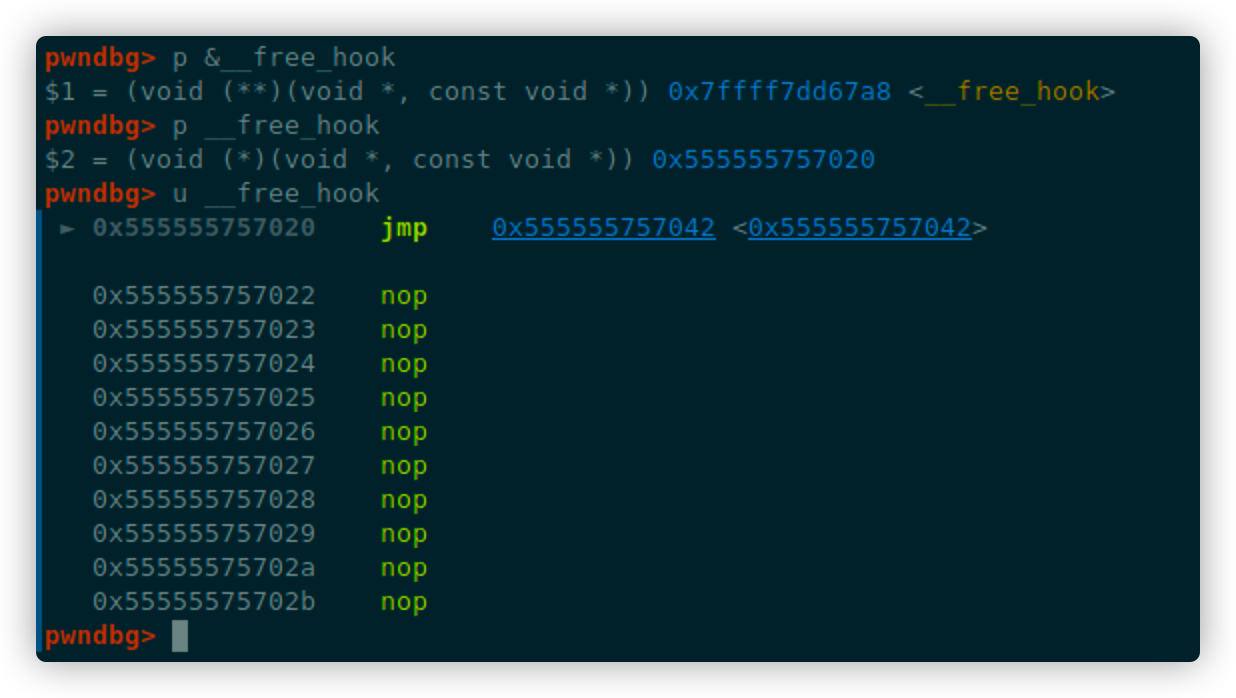 pwndbg> p &__free_hook
$1 = (void (**)(void *, const void *)) 0x7ffff7dd67a8 <__free_hook>
pwndbg> p __free_hook
$2 = (void (*)(void *, const void *)) 0x555555757020
pwndbg> u __free_hook
► 0x555555757020 jmp 0x555555757042 <0x555555757042>
0x555555757022 nop
0x555555757023 nop
0x555555757024 nop
0x555555757025 nop
0x555555757026 nop
0x555555757027 nop
0x555555757028 nop
0x555555757029 nop
0x55555575702a nop
0x55555575702b nop
pwndbg>